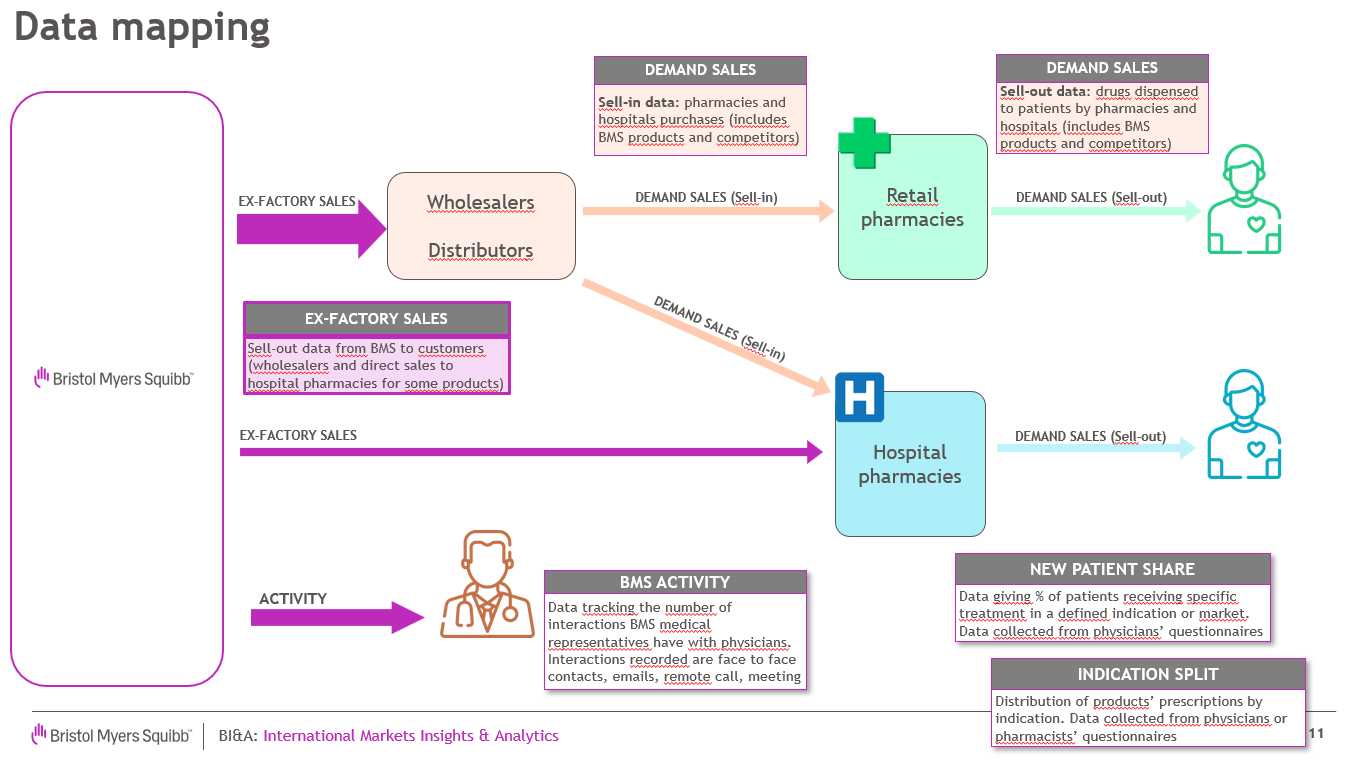 Data mapping
DEMAND SALES
Sell-in data: pharmacies and
hospitals purchases (includes
BMS products and competitors)
DEMAND SALES
Sell-out data: drugs dispensed
to patients by pharmacies and
hospitals (includes BMS
products and competitors)
EX-FACTORY SALES
Wholesalers
Distributors
DEMAND SALES (Sell-in)
Retail
pharmacies
DEMAND SALES (Sell-out)
DEMAND SALES (Sell-in)
EX-FACTORY SALES
Sell-out data from BMS to customers
(wholesalers and direct sales to
hospital pharmacies for some products)
Bristol Myers Squibb™
EX-FACTORY SALES
H
Hospital
pharmacies
DEMAND SALES (Sell-out)
ACTIVITY
BMS ACTIVITY
Data tracking the number of
interactions BMS medical
representatives have with physicians.
Interactions recorded are face to face
contacts, emails, remote call, meeting
NEW PATIENT SHARE
Data giving % of patients receiving specific
treatment in a defined indication or market.
Data collected from physicians’ questionnaires
INDICATION SPLIT
Distribution of products’ prescriptions by
indication. Data collected from physicians or
pharmacists’ questionnaires
Bristol Myers Squibb™
BI&A: International Markets Insights & Analytics
11